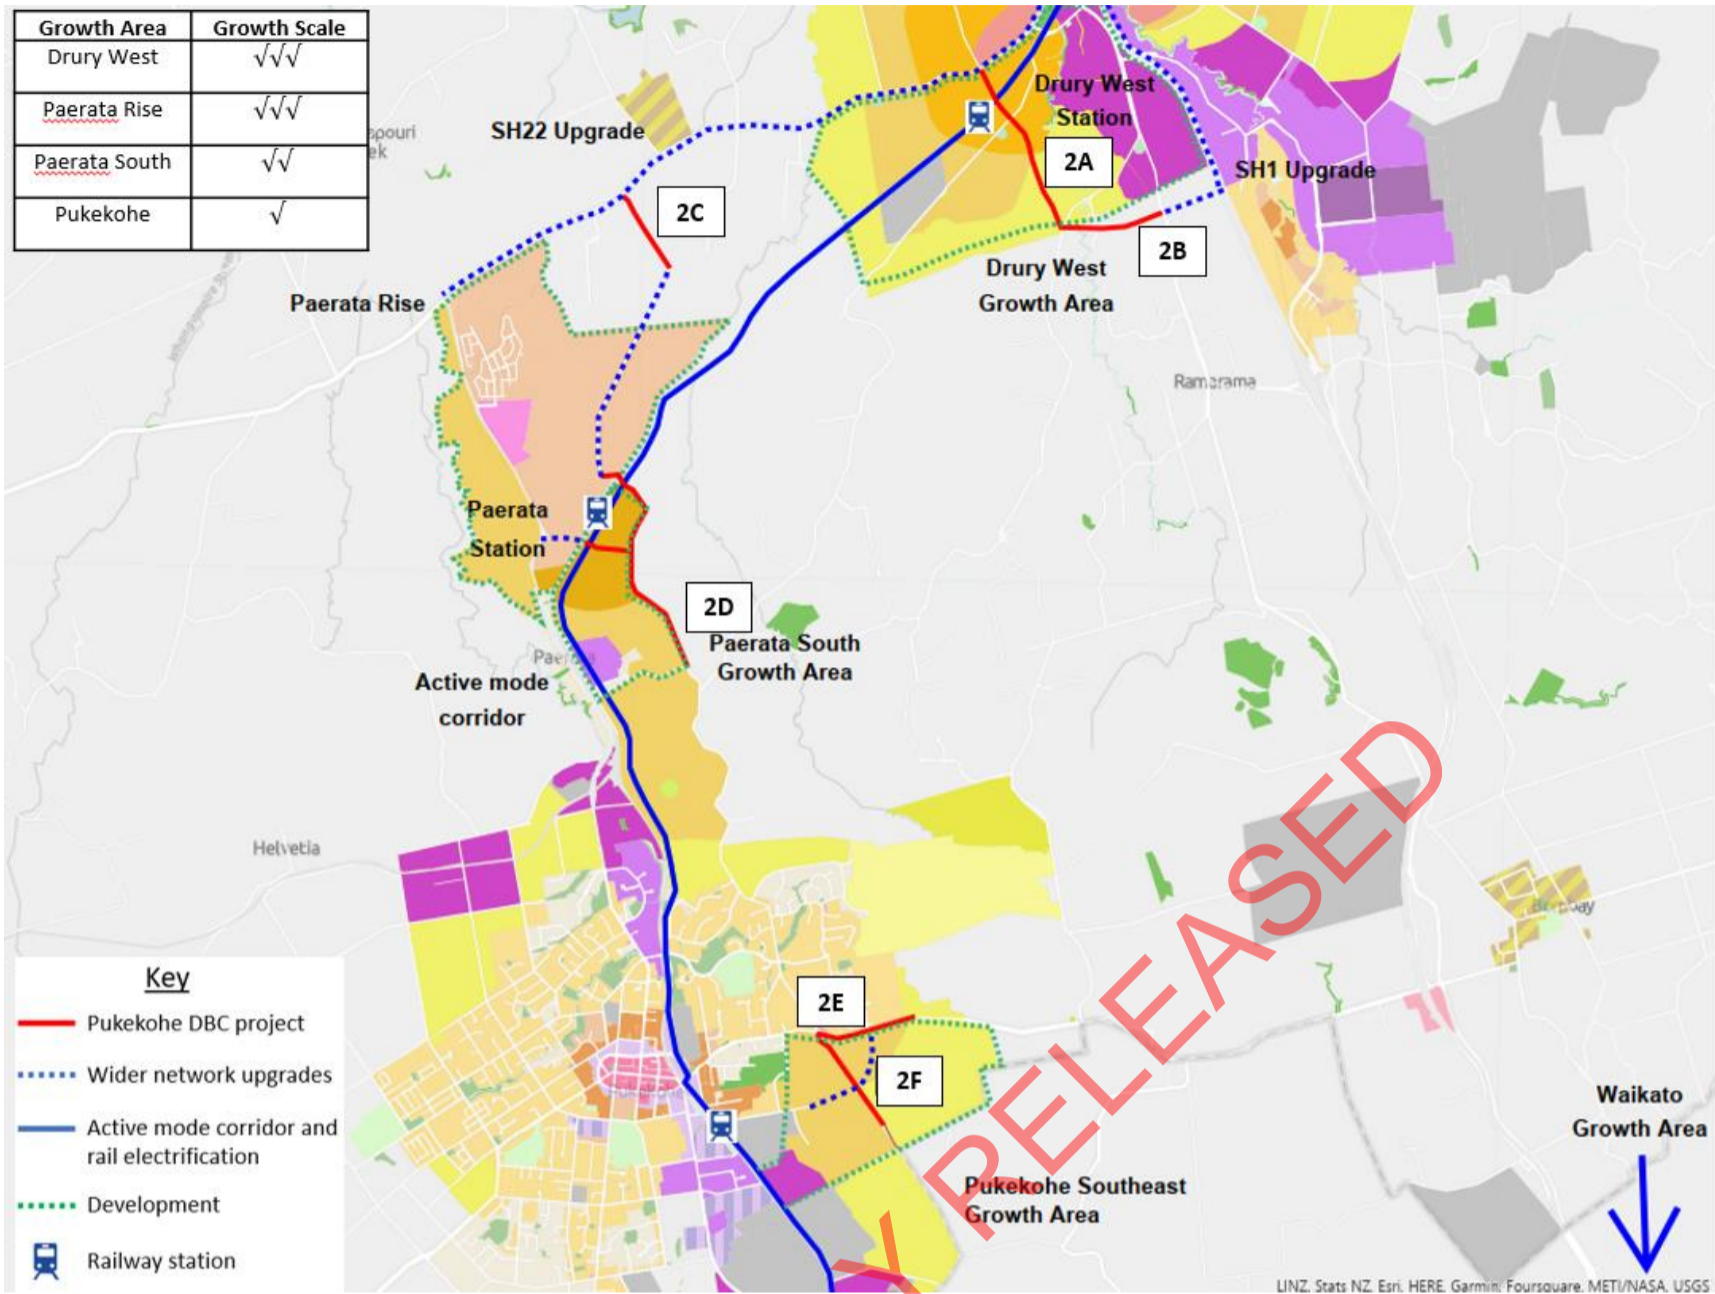 Growth Area Growth Scale
Drury West √√√
Paerata Rise √√√
Paerata South √√
Pukekohe √
SH22 Upgrade
Drury West
Station
2A
SH1 Upgrade
2C
2B
Drury West
Growth Area
Paerata Rise
Ramarama
Paerata
Station
2D
Paerata South
Growth Area
Active mode
corridor
Helvetia
Bombay
2E
2F
Pukekohe
Waikato
Growth Area
Pukekohe Southeast
Growth Area
Key
Pukekohe DBC project
Wider network upgrades
Active mode corridor and
rail electrification
Development
Railway station
Y RELEASED
LINZ, Stats NZ, Esri, HERE, Garmin, Foursquare, METI/NASA, USGS